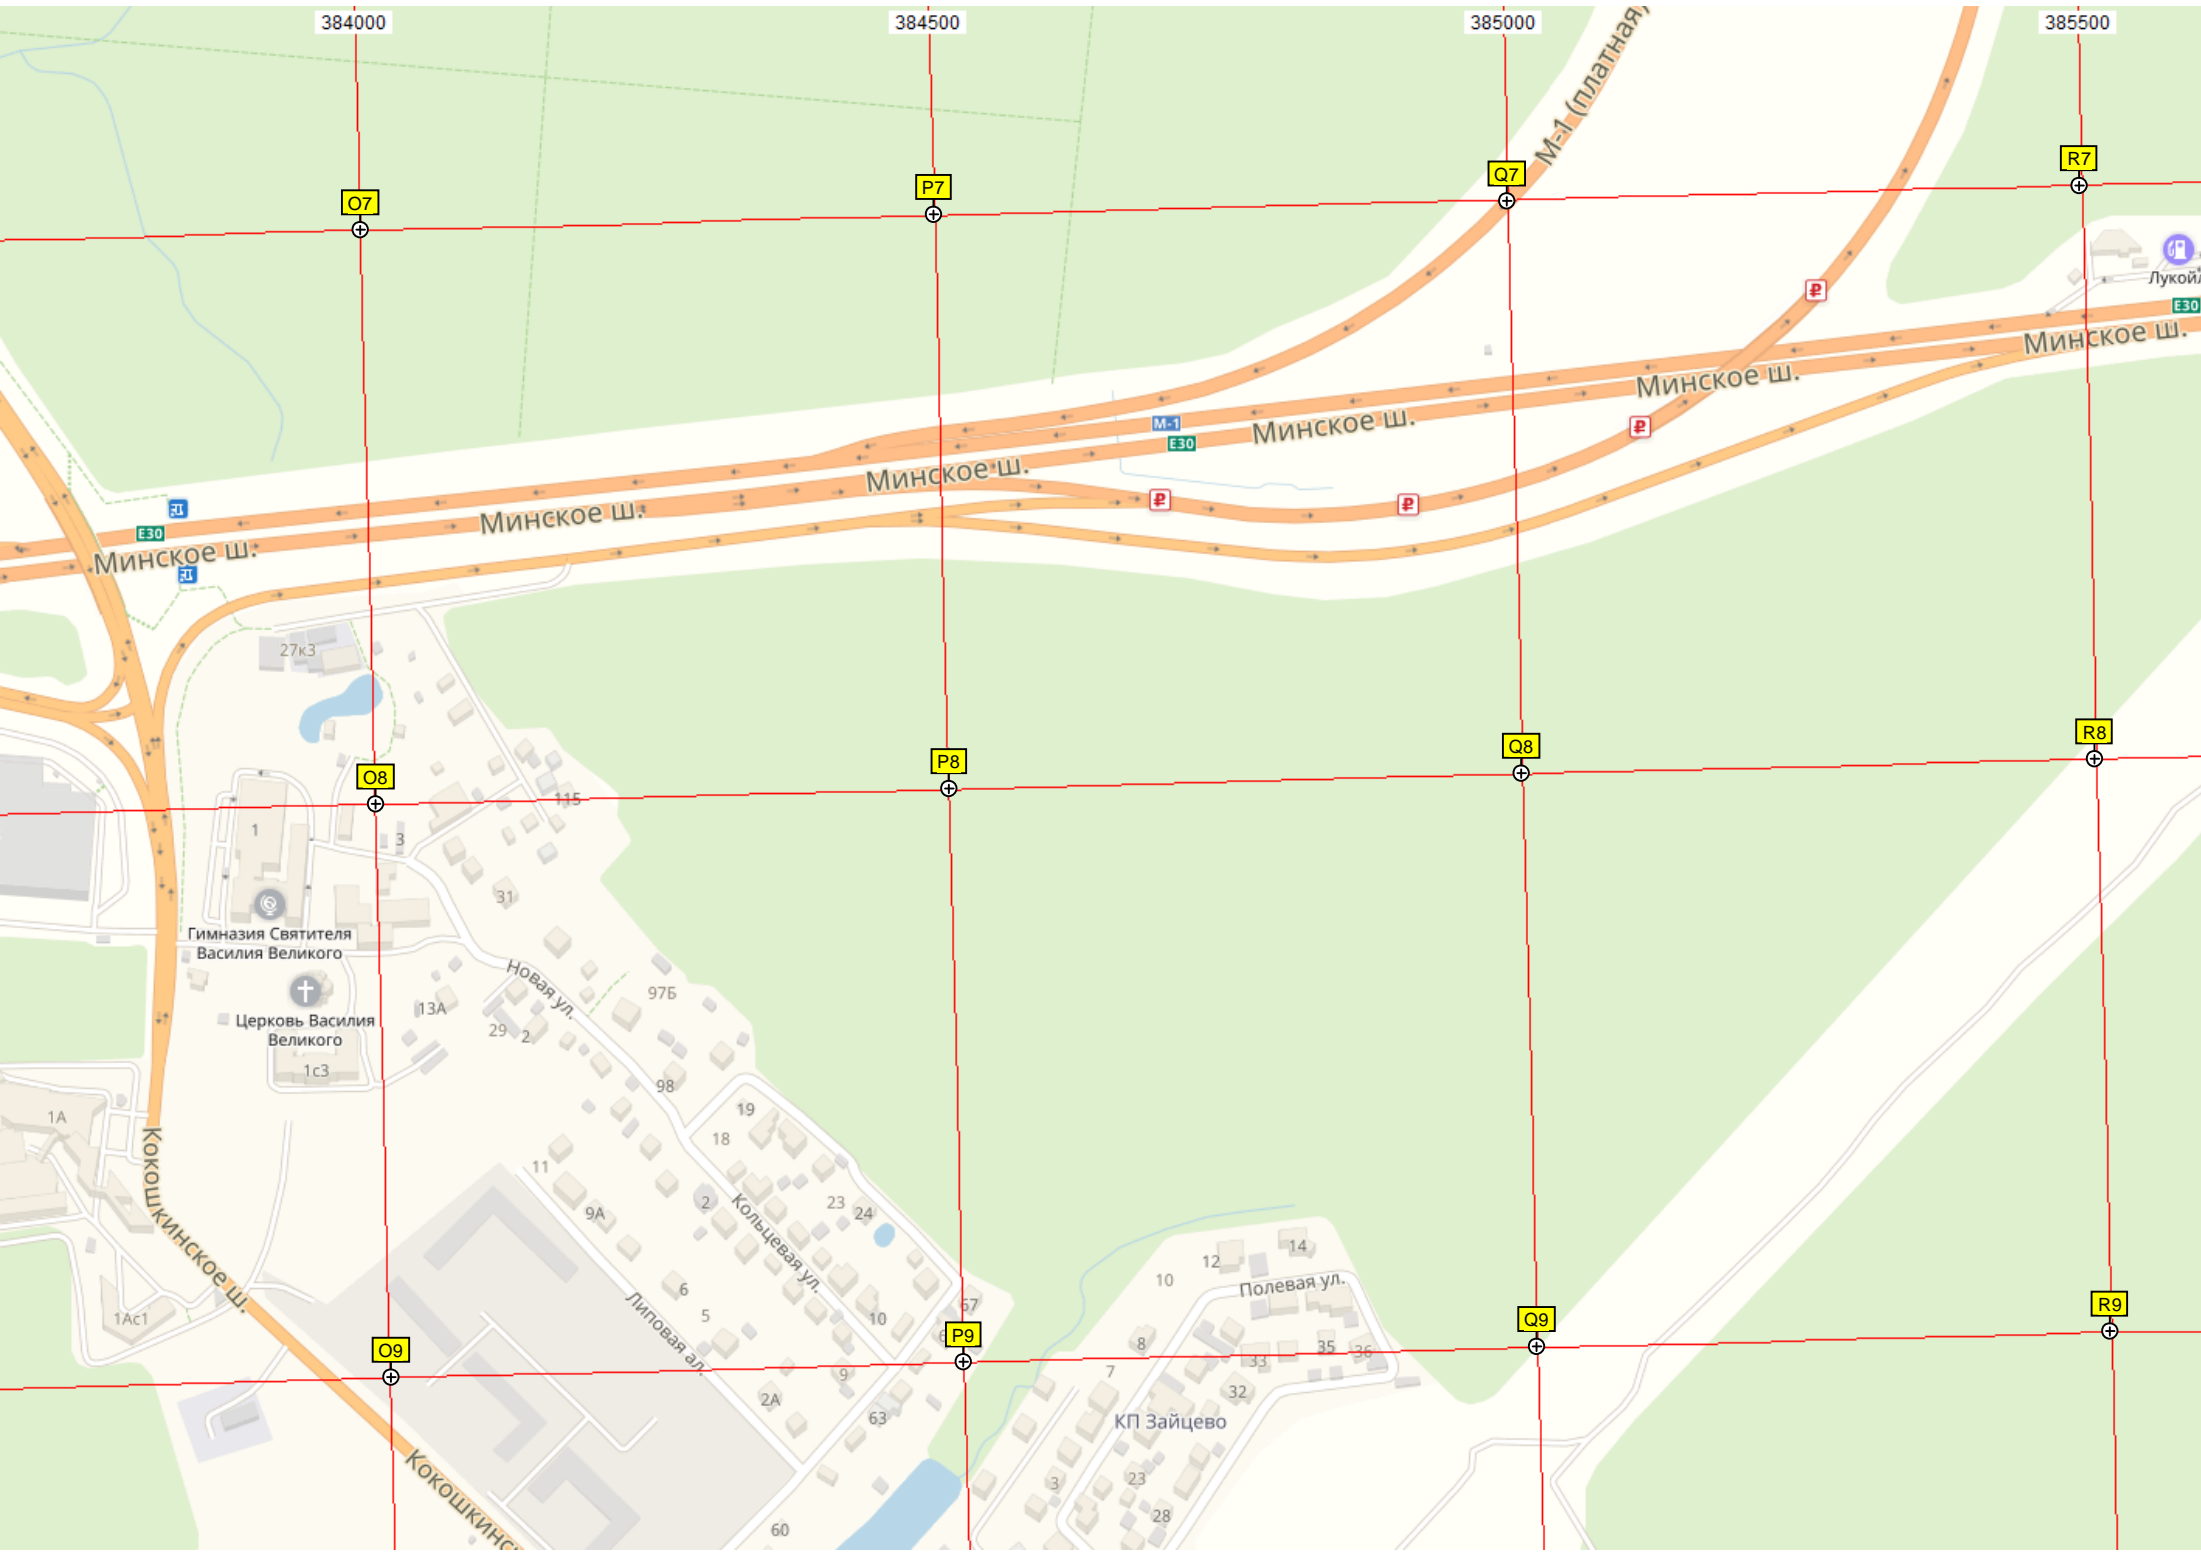 384000
384500
385000
385500
М-1 (платная)
R7
Q7
P7
O7
Лукойл
E30
Минское ш.
Минское ш.
M-1
Минское ш.
E30
Минское ш.
Минское ш.
E30
Минское ш.
27к3
R8
Q8
P8
O8
115
1
3
31
Гимназия Святителя
Василия Великого
Новая ул.
97Б
13А
29
2
Церковь Василия
Великого
1с3
98
19
1А
18
11
2
23
24
9А
Кольцевая ул.
Кокошкинское ш.
12
14
10
Полевая ул.
6
5
67
10
1Ас1
Липовая ал.
R9
Q9
P9
O9
8
33
35
36
7
9
2А
32
63
КП Зайцево
3
23
28
60
Кокошкинс